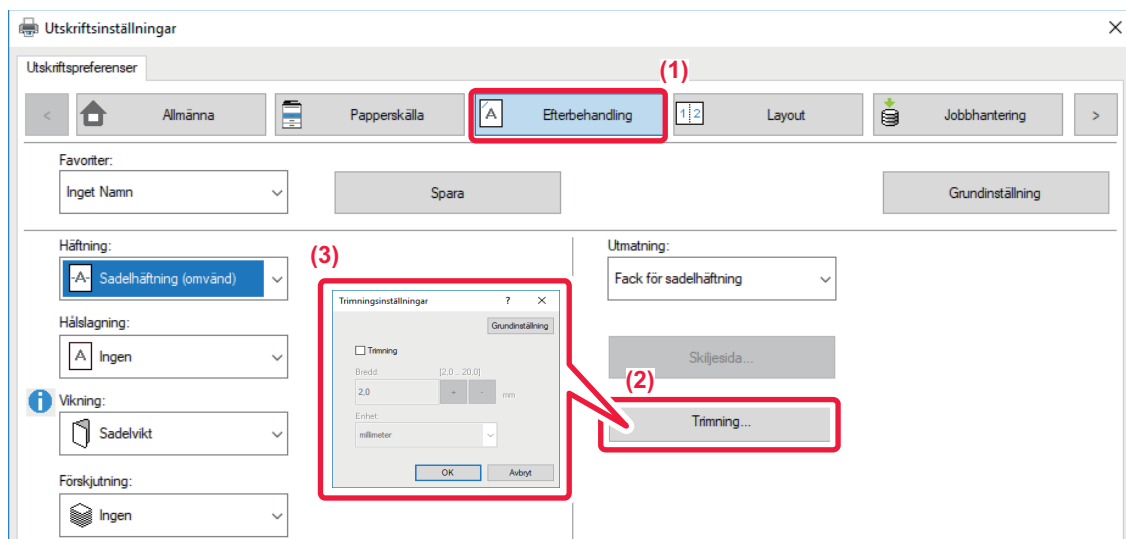 Utskriftsinställningar
Utskriftspreferenser
(1)
< Allmänna Papperskälla A Efterbehandling 1 2 Layout Jobbhantering >
Favoriter:
Inget Namn Spara Grundinställning
Häftning:
-A- Sadelhäftning (omvänd)
Hålslagning:
A Ingen
Vikning:
Sadelvikt
Förskjutning:
Ingen
(3)
Trimningsinställningar ? ×
Grundinställning
Trimning
Bredd: [2,0 .. 20,0]
2,0 + - mm
Enhet:
millimeter
OK Avbryt
Utmatning:
Fack för sadelhäftning
Skiljesida...
(2)
Trimning...